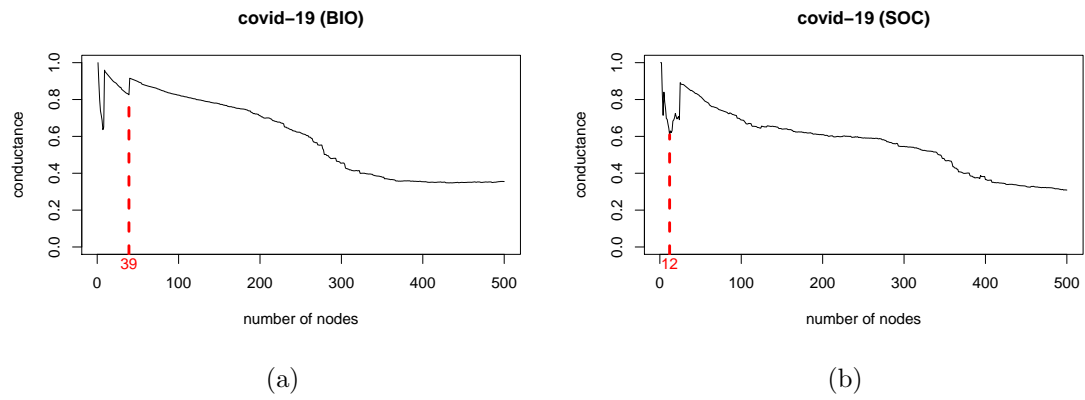 covid−19 (BIO)
conductance
0.0 0.2 0.4 0.6 0.8 1.0
39
0 100 200 300 400 500
number of nodes
(a)
covid−19 (SOC)
conductance
0.0 0.2 0.4 0.6 0.8 1.0
12
0 100 200 300 400 500
number of nodes
(b)